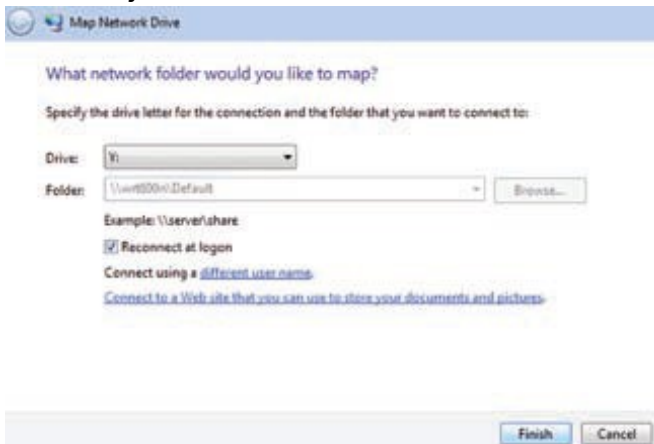 Map Network Drive
What network folder would you like to map?
Specify the drive letter for the connection and the folder that you want to connect to:
Drive: Y:
Folder: Browse...
Example: \\server\share
Reconnect at logon
Connect using a different user name.
Connect to a Web site that you can use to store your documents and pictures.
Finish Cancel